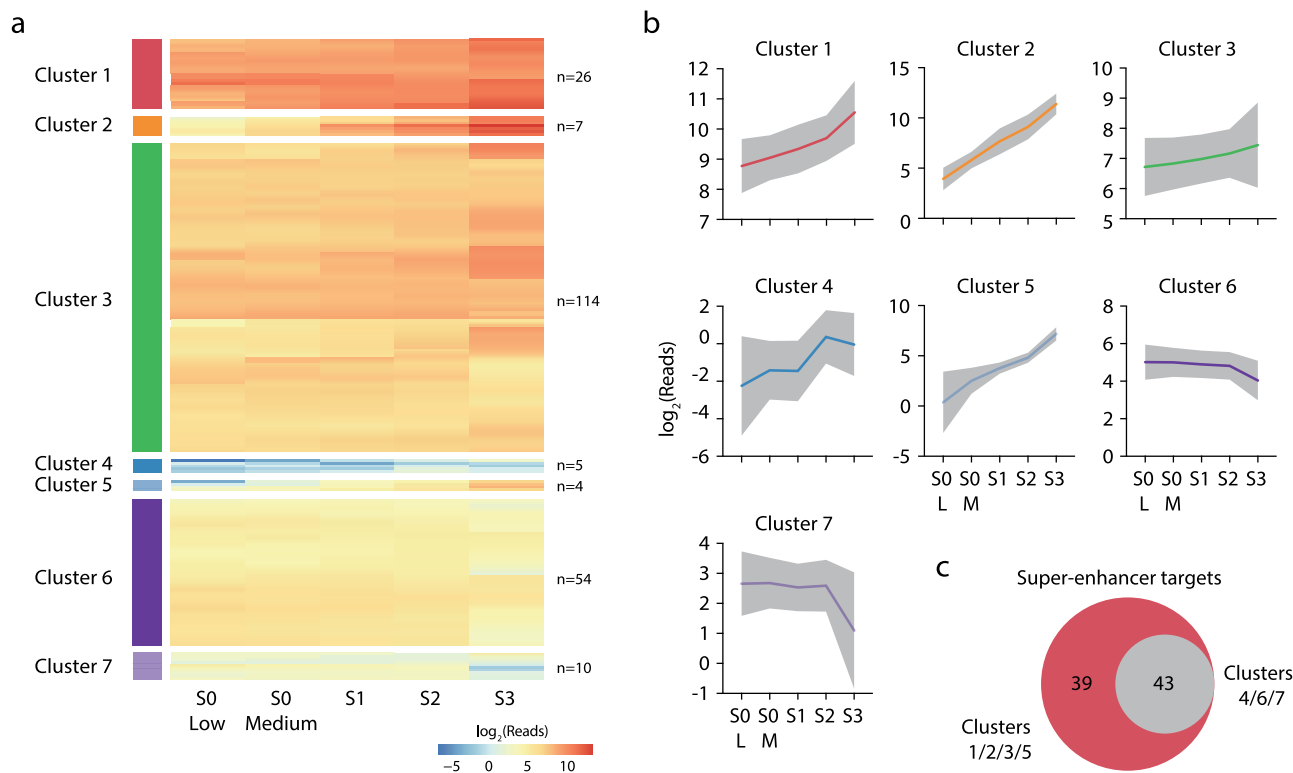 a
Cluster 1
n=26
Cluster 2
n=7
Cluster 3
n=114
Cluster 4
n=5
Cluster 5
n=4
Cluster 6
n=54
Cluster 7
n=10
S0 S0 S1 S2 S3
Low Medium
log2(Reads)
−5 0 5 10
b
Cluster 1
12
11
10
9
8
7
Cluster 2
15
10
5
0
Cluster 3
10
9
8
7
6
5
log2(Reads)
Cluster 4
2
0
-2
-4
-6
Cluster 5
10
5
0
-5
S0 S0 S1 S2 S3
L M
Cluster 6
8
6
4
2
0
S0 S0 S1 S2 S3
L M
Cluster 7
4
3
2
1
0
-1
S0 S0 S1 S2 S3
L M
c
Super-enhancer targets
39
43
Clusters
4/6/7
Clusters
1/2/3/5